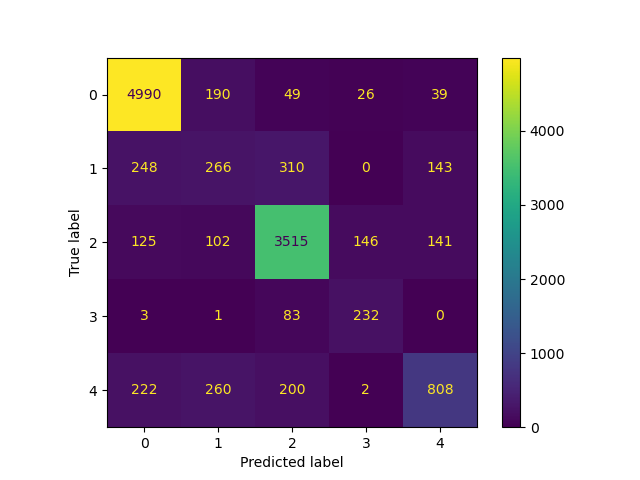 0 4990 190 49 26 39
4000
1 248 266 310 0 143
3000
True label
2 125 102 3515 146 141
2000
3 3 1 83 232 0
1000
4 222 260 200 2 808
0
0 1 2 3 4
Predicted label